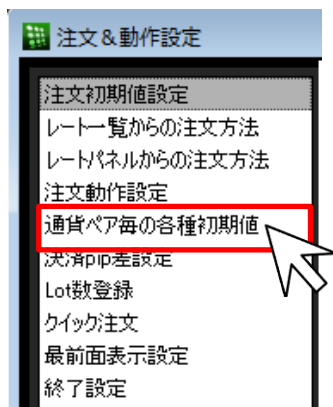 注文＆動作設定
注文初期値設定
レート一覧からの注文方法
レートパネルからの注文方法
注文動作設定
通貨ペア毎の各種初期値
決済pip差設定
Lot数登録
クイック注文
最前面表示設定
終了設定